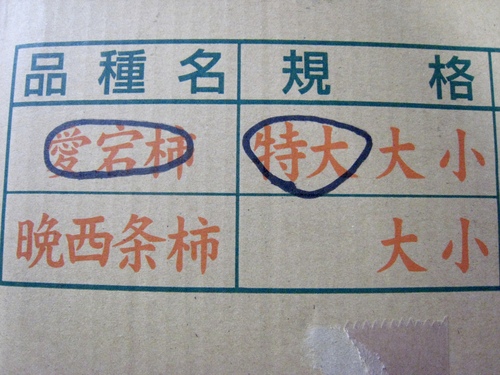 品種名 規格
愛宕柿 特大 大 小
晩西条柿 大 小